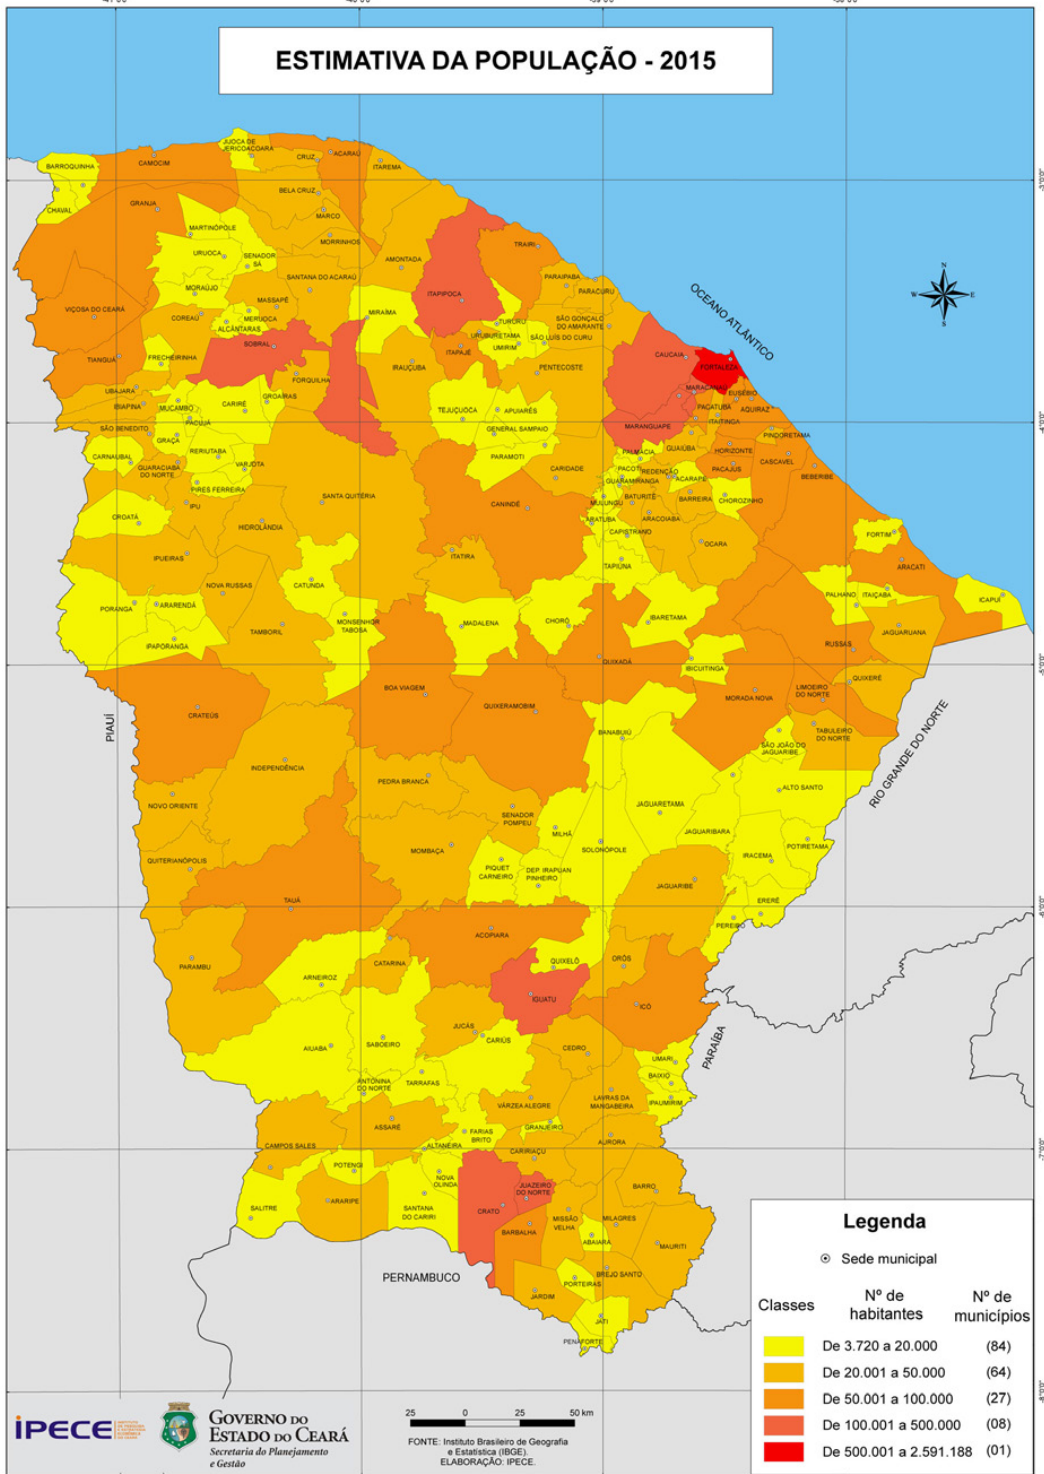 ESTIMATIVA DA POPULAÇÃO - 2015
JIJOCA DE
JERICOACOARA
CRUZ
ACARAÚ
ITAREMA
BARROQUINHA
CAMOCIM
CHAVAL
BELA CRUZ
GRANJA
MARCO
MARTINÓPOLE
MORRINHOS
TRAIRI
URUOCA
SENADOR
SÁ
AMONTADA
SANTANA DO ACARAÚ
PARAIPABA
PARACURU
MORAÚJO
MASSAPÊ
ITAPIPOCA
OCEANO ATLÂNTICO
VIÇOSA DO CEARÁ
COREAÚ
MERUOCA
ALCÂNTARAS
MIRAÍMA
TURURU
SÃO GONÇALO
DO AMARANTE
URUBURETAMA
UMIRIM
SÃO LUÍS DO CURU
SOBRAL
ITAPAJÉ
TIANGUÁ
FRECHEIRINHA
IRAUÇUBA
PENTECOSTE
CAUCAIA
FORTALEZA
FORQUILHA
UBAJARA
GROAÍRAS
MARACANAÚ
EUSÉBIO
IBIAPINA
MUCAMBO
CARIRÉ
TEJUÇUOCA
APUIARÉS
PACATUBA
AQUIRAZ
PACUJÁ
ITAITINGA
SÃO BENEDITO
GRAÇA
GENERAL SAMPAIO
MARANGUAPE
PINDORETAMA
RERIUTABA
PARAMOTI
PALMÁCIA
GUAIÚBA
HORIZONTE
CARNAUBAL
GUARACIABA
DO NORTE
VARJOTA
CARIDADE
PACOTI
REDENÇÃO
PACAJUS
CASCAVEL
BEBERIBE
PIRES FERREIRA
GUARAMIRANGA
ACARAPE
IPU
SANTA QUITÉRIA
CANINDÉ
MULUNGU
BATURITÉ
BARREIRA
CHOROZINHO
CROATÁ
HIDROLÂNDIA
ARATUBA
ARACOIABA
CAPISTRANO
FORTIM
IPUEIRAS
ITATIRA
OCARA
TAPIÚNA
ARACATI
NOVA RUSSAS
CATUNDA
PALHANO
ITAIÇABA
ICAPUÍ
PORANGA
ARARENDÁ
MONSENHOR
TABOSA
MADALENA
CHORÓ
IBARETAMA
TAMBORIL
JAGUARUANA
IPAPORANGA
RUSSAS
QUIXADÁ
IBICUITINGA
QUIXERÉ
BOA VIAGEM
MORADA NOVA
LIMOEIRO
DO NORTE
CRATEÚS
QUIXERAMOBIM
PIAUÍ
TABULEIRO
DO NORTE
BANABUIÚ
SÃO JOÃO DO
JAGUARIBE
RIO GRANDE DO NORTE
INDEPENDÊNCIA
PEDRA BRANCA
ALTO SANTO
NOVO ORIENTE
SENADOR
POMPEU
JAGUARETAMA
MILHÃ
JAGUARIBARA
SOLONÓPOLE
POTIRETAMA
MOMBAÇA
QUITERIANÓPOLIS
PIQUET
CARNEIRO
DEP. IRAPUAN
PINHEIRO
IRACEMA
JAGUARIBE
TAUÁ
ERERÉ
PEREIRO
ACOPIARA
PARAMBU
CATARINA
QUIXELÔ
ORÓS
ARNEIROZ
IGUATU
ICÓ
JUCÁS
CARIÚS
AIUABA
SABOEIRO
CEDRO
UMARI
PARAÍBA
BAIXIO
ANTONINA
DO NORTE
TARRAFAS
IPAUMIRIM
VÁRZEA ALEGRE
LAVRAS DA
MANGABEIRA
ASSARÉ
FARIAS
BRITO
GRANJEIRO
AURORA
CAMPOS SALES
ALTANEIRA
CARIRIAÇU
POTENGI
NOVA
OLINDA
JUAZEIRO
DO NORTE
BARRO
SALITRE
ARARIPE
SANTANA
DO CARIRI
CRATO
MISSÃO
VELHA
MILAGRES
BARBALHA
ABAIARA
MAURITI
PERNAMBUCO
BREJO SANTO
PORTEIRAS
JARDIM
JATI
PENAFORTE
N
W
E
S
Legenda
Sede municipal
Classes
Nº de
habitantes
Nº de
municípios
De 3.720 a 20.000 (84)
De 20.001 a 50.000 (64)
De 50.001 a 100.000 (27)
De 100.001 a 500.000 (08)
De 500.001 a 2.591.188 (01)
iPECE
GOVERNO DO
ESTADO DO CEARÁ
Secretaria do Planejamento
e Gestão
25 0 25 50 km
FONTE: Instituto Brasileiro de Geografia
e Estatística (IBGE).
ELABORAÇÃO: IPECE.